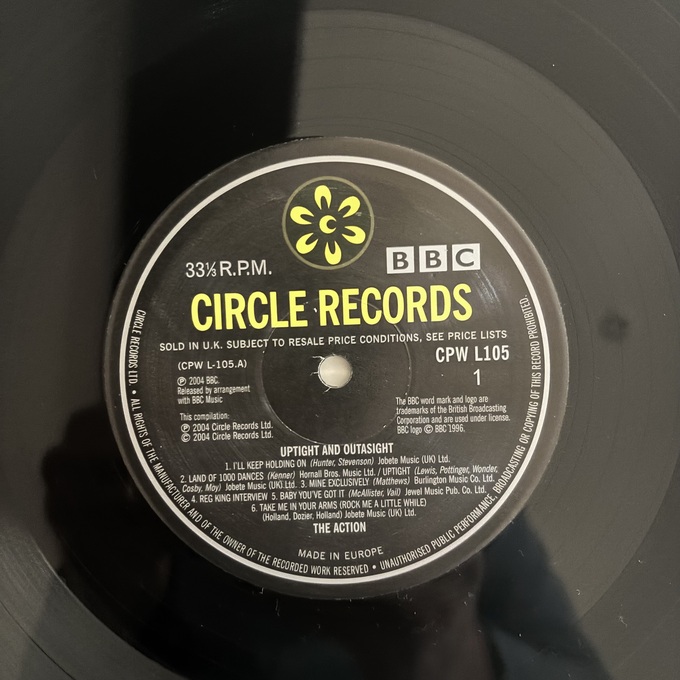 33⅓ R.P.M.
BBC
CIRCLE RECORDS
SOLD IN U.K. SUBJECT TO RESALE PRICE CONDITIONS, SEE PRICE LISTS
(CPW L-105.A)
CPW L105
1
℗ 2004 BBC.
Released by arrangement
with BBC Music
This compilation:
℗ 2004 Circle Records Ltd.
© 2004 Circle Records Ltd.
The BBC word mark and logo are
trademarks of the British Broadcasting
Corporation and are used under license.
BBC logo © BBC 1996.
UPTIGHT AND OUTASIGHT
1. I'LL KEEP HOLDING ON (Hunter, Stevenson) Jobete Music (UK) Ltd.
2. LAND OF 1000 DANCES (Kenner) Hornall Bros. Music Ltd. / UPTIGHT (Lewis, Pottinger, Wonder,
Cosby, Moy) Jobete Music (UK) Ltd. 3. MINE EXCLUSIVELY (Matthews) Burlington Music Co. Ltd.
4. REG KING INTERVIEW 5. BABY YOU'VE GOT IT (McAllister, Vail) Jewel Music Pub. Co. Ltd.
6. TAKE ME IN YOUR ARMS (ROCK ME A LITTLE WHILE)
(Holland, Dozier, Holland) Jobete Music (UK) Ltd.
THE ACTION
MADE IN EUROPE
CIRCLE RECORDS LTD. • ALL RIGHTS OF THE MANUFACTURER AND OF THE OWNER OF THE RECORDED WORK RESERVED • UNAUTHORISED PUBLIC PERFORMANCE, BROADCASTING OR COPYING OF THIS RECORD PROHIBITED.